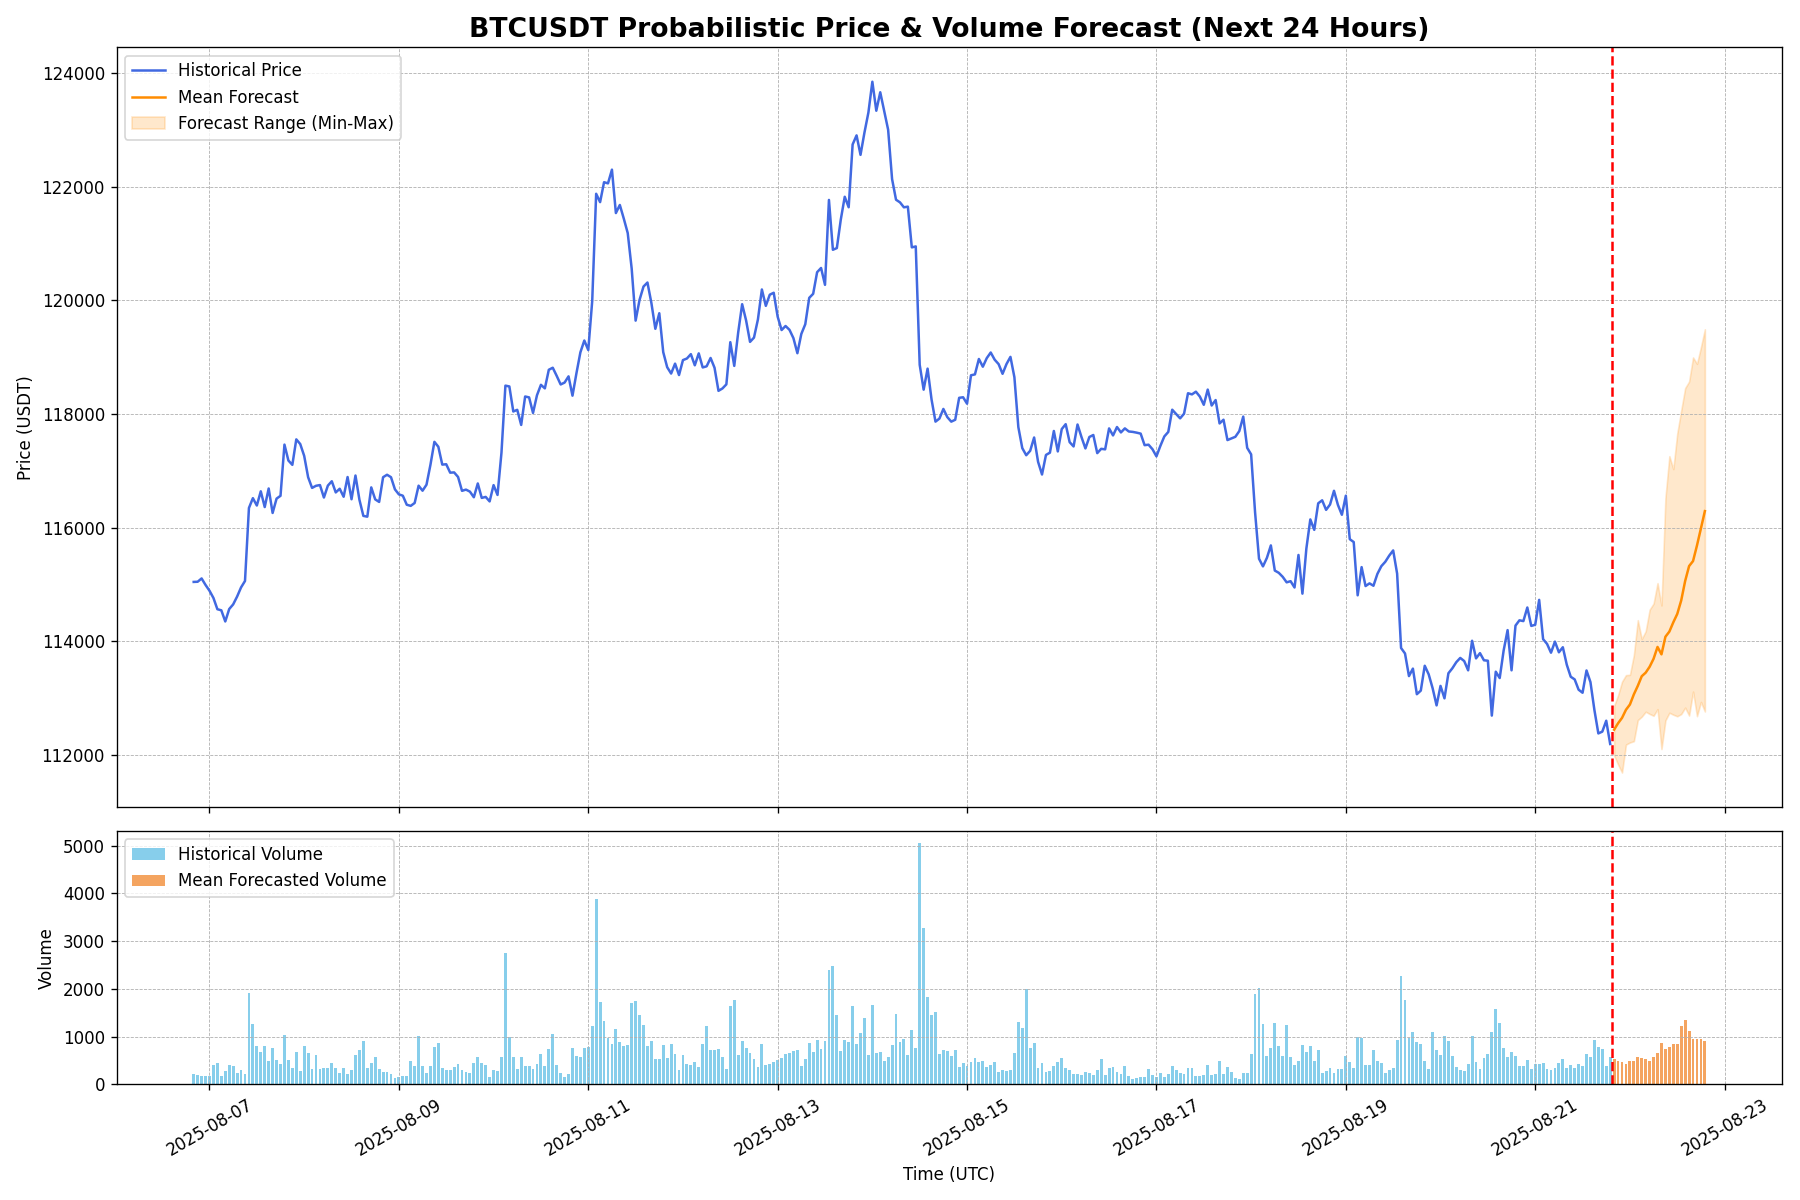 BTCUSDT Probabilistic Price & Volume Forecast (Next 24 Hours)
Historical Price
Mean Forecast
Forecast Range (Min-Max)
124000
122000
120000
118000
116000
114000
112000
Price (USDT)
Historical Volume
Mean Forecasted Volume
5000
4000
3000
2000
1000
0
Volume
2025-08-07
2025-08-09
2025-08-11
2025-08-13
2025-08-15
2025-08-17
2025-08-19
2025-08-21
2025-08-23
Time (UTC)